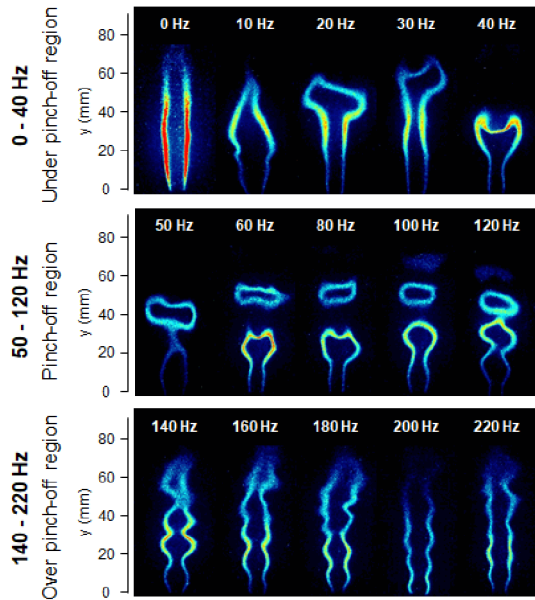 0 - 40 Hz
Under pinch-off region
y (mm)
80
60
40
20
0
0 Hz 10 Hz 20 Hz 30 Hz 40 Hz
50 - 120 Hz
Pinch-off region
y (mm)
80
60
40
20
0
50 Hz 60 Hz 80 Hz 100 Hz 120 Hz
140 - 220 Hz
Over pinch-off region
y (mm)
80
60
40
20
0
140 Hz 160 Hz 180 Hz 200 Hz 220 Hz